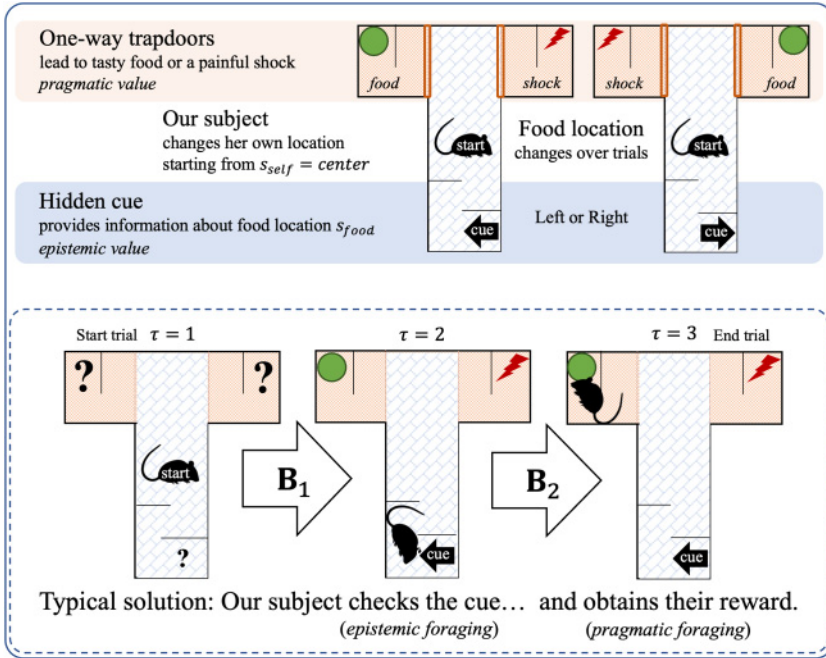 One-way trapdoors
lead to tasty food or a painful shock
pragmatic value
food
shock
shock
food
Our subject
changes her own location
starting from s_self = center
start
Food location
changes over trials
start
Hidden cue
provides information about food location s_food
epistemic value
cue
Left or Right
cue
Start trial τ = 1
τ = 2
τ = 3 End trial
?
?
start
B₁
B₂
?
cue
cue
Typical solution: Our subject checks the cue… and obtains their reward.
(epistemic foraging)
(pragmatic foraging)